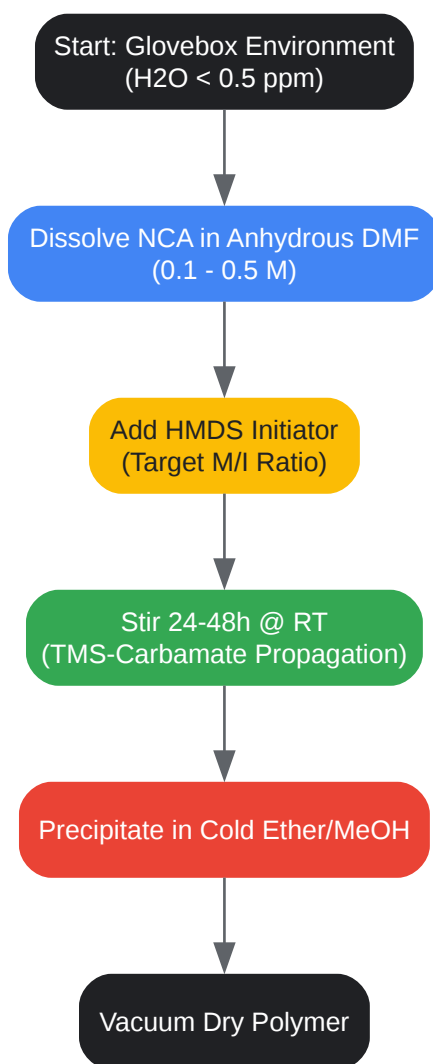 Start: Glovebox Environment
(H2O < 0.5 ppm)
Dissolve NCA in Anhydrous DMF
(0.1 - 0.5 M)
Add HMDS Initiator
(Target M/I Ratio)
Stir 24-48h @ RT
(TMS-Carbamate Propagation)
Precipitate in Cold Ether/MeOH
Vacuum Dry Polymer